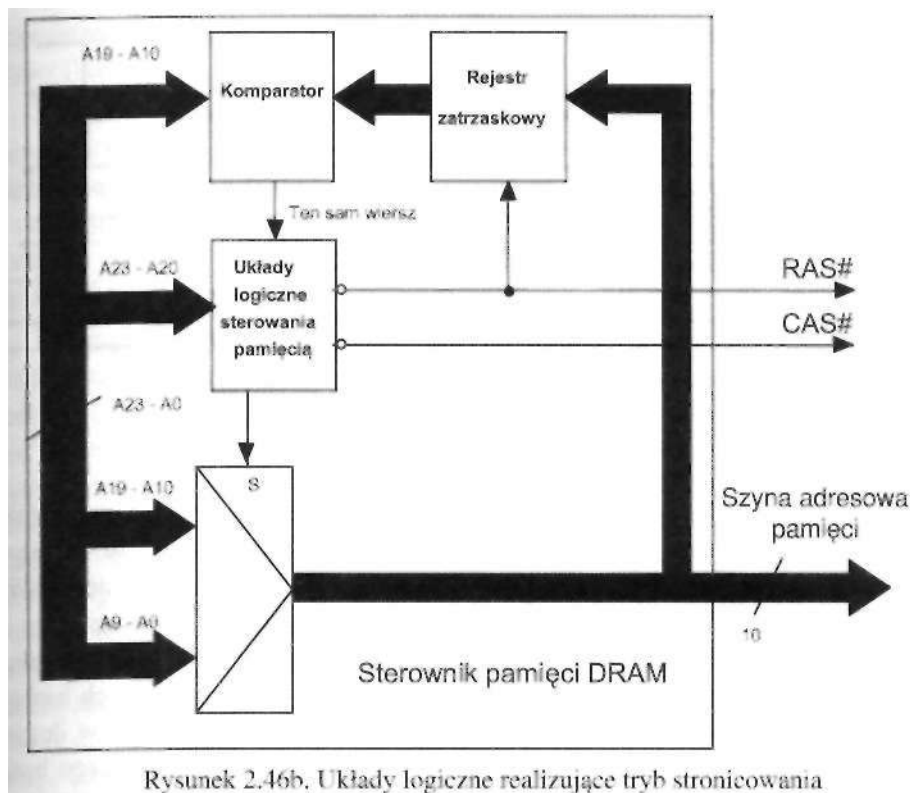 A19 - A10
Komparator
Rejestr
zatrzaskowy
Ten sam wiersz
A23 - A20
Układy
logiczne
sterowania
pamięcią
RAS#
CAS#
A23 - A0
A19 - A10
S
A9 - A0
Szyna adresowa
pamięci
10
Sterownik pamięci DRAM
Rysunek 2.46b. Układy logiczne realizujące tryb stronicowania